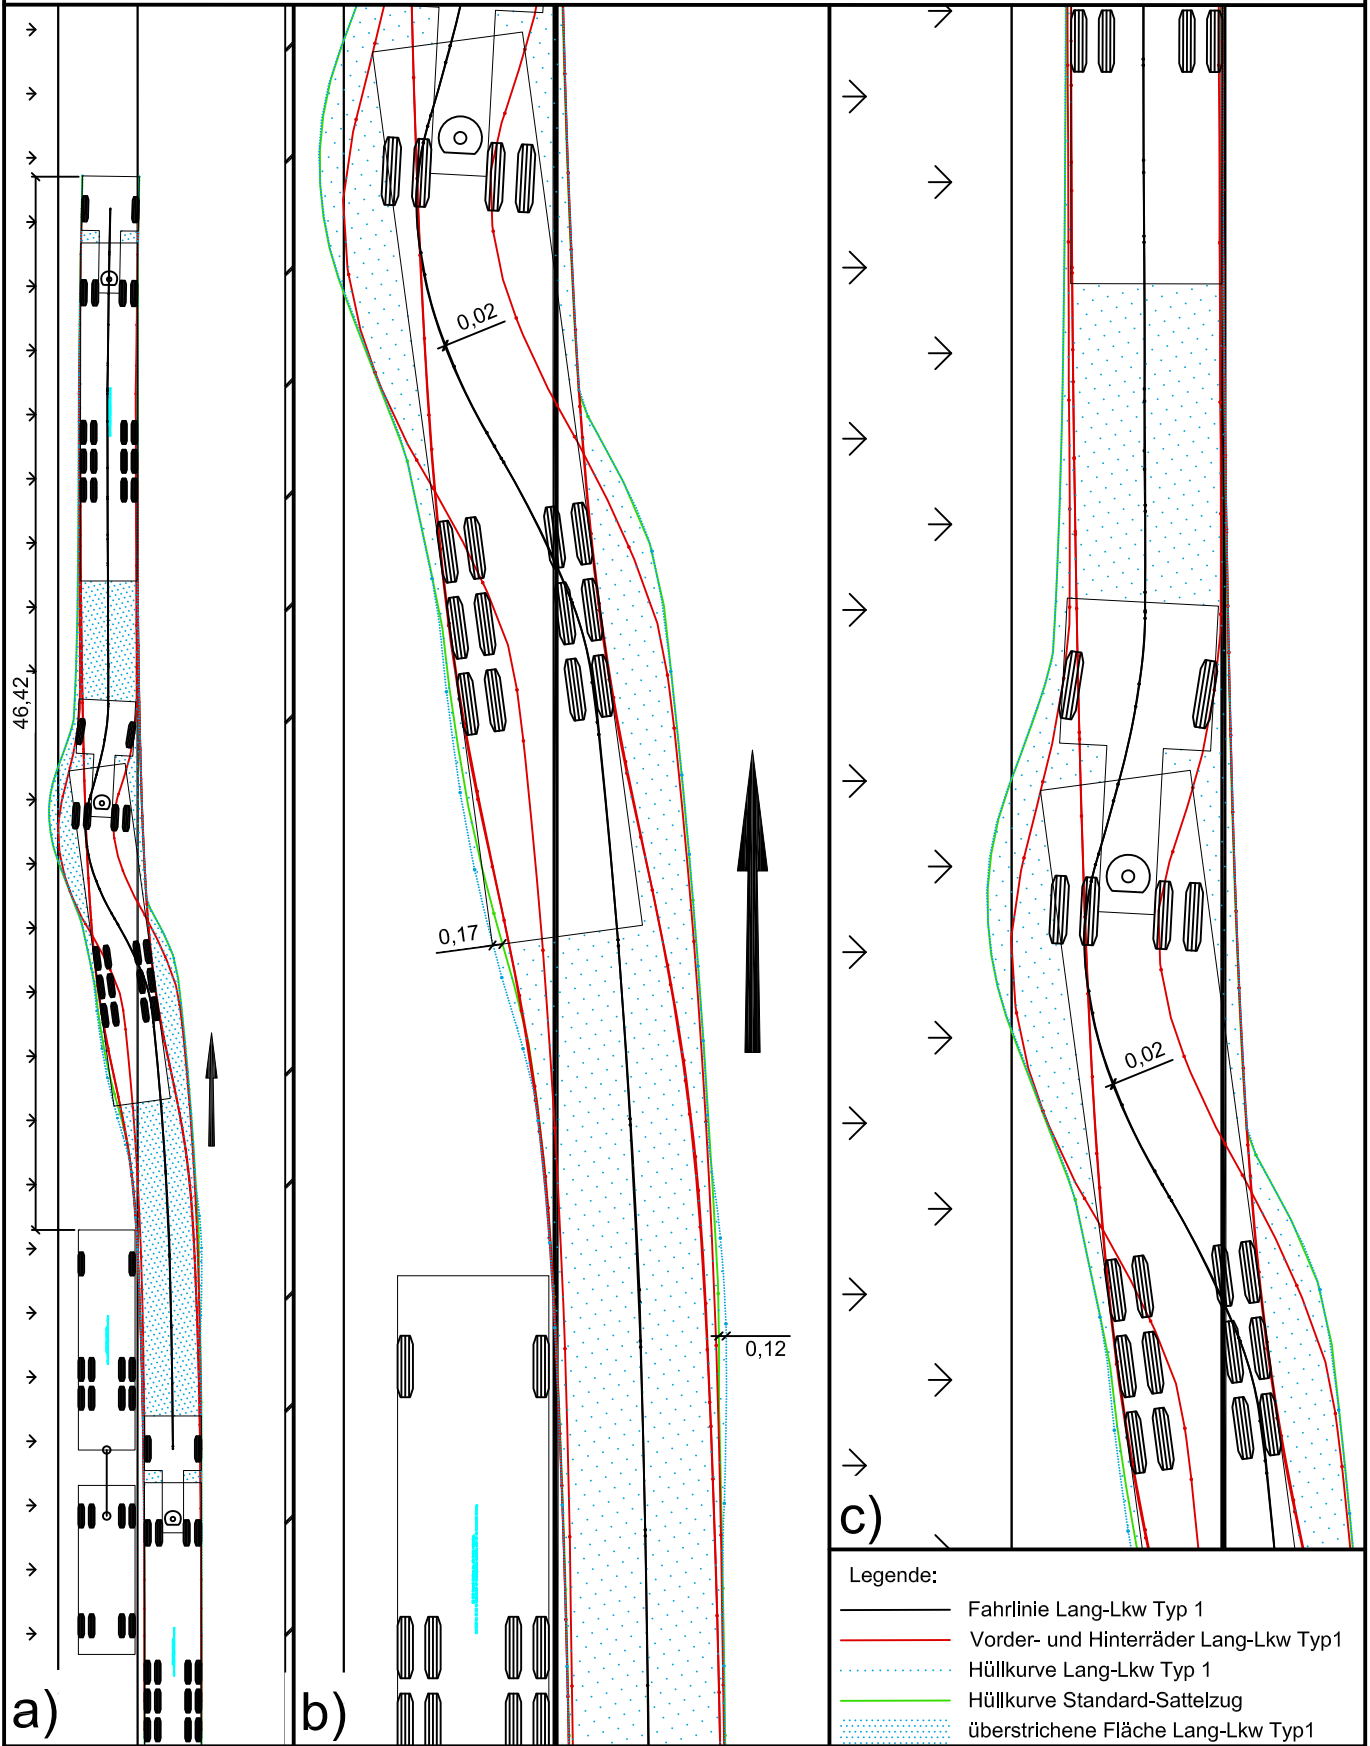 46,42
a)
0,02
0,17
0,12
b)
0,02
c)
Legende:
Fahrlinie Lang-Lkw Typ 1
Vorder- und Hinterräder Lang-Lkw Typ1
Hüllkurve Lang-Lkw Typ 1
Hüllkurve Standard-Sattelzug
überstrichene Fläche Lang-Lkw Typ1